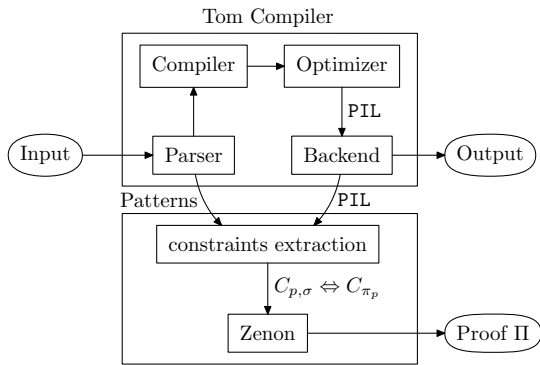 Tom Compiler
Compiler
Optimizer
PIL
Input
Parser
Backend
Output
Patterns
PIL
constraints extraction
C_{p,σ} ⇔ C_{π_p}
Zenon
Proof Π